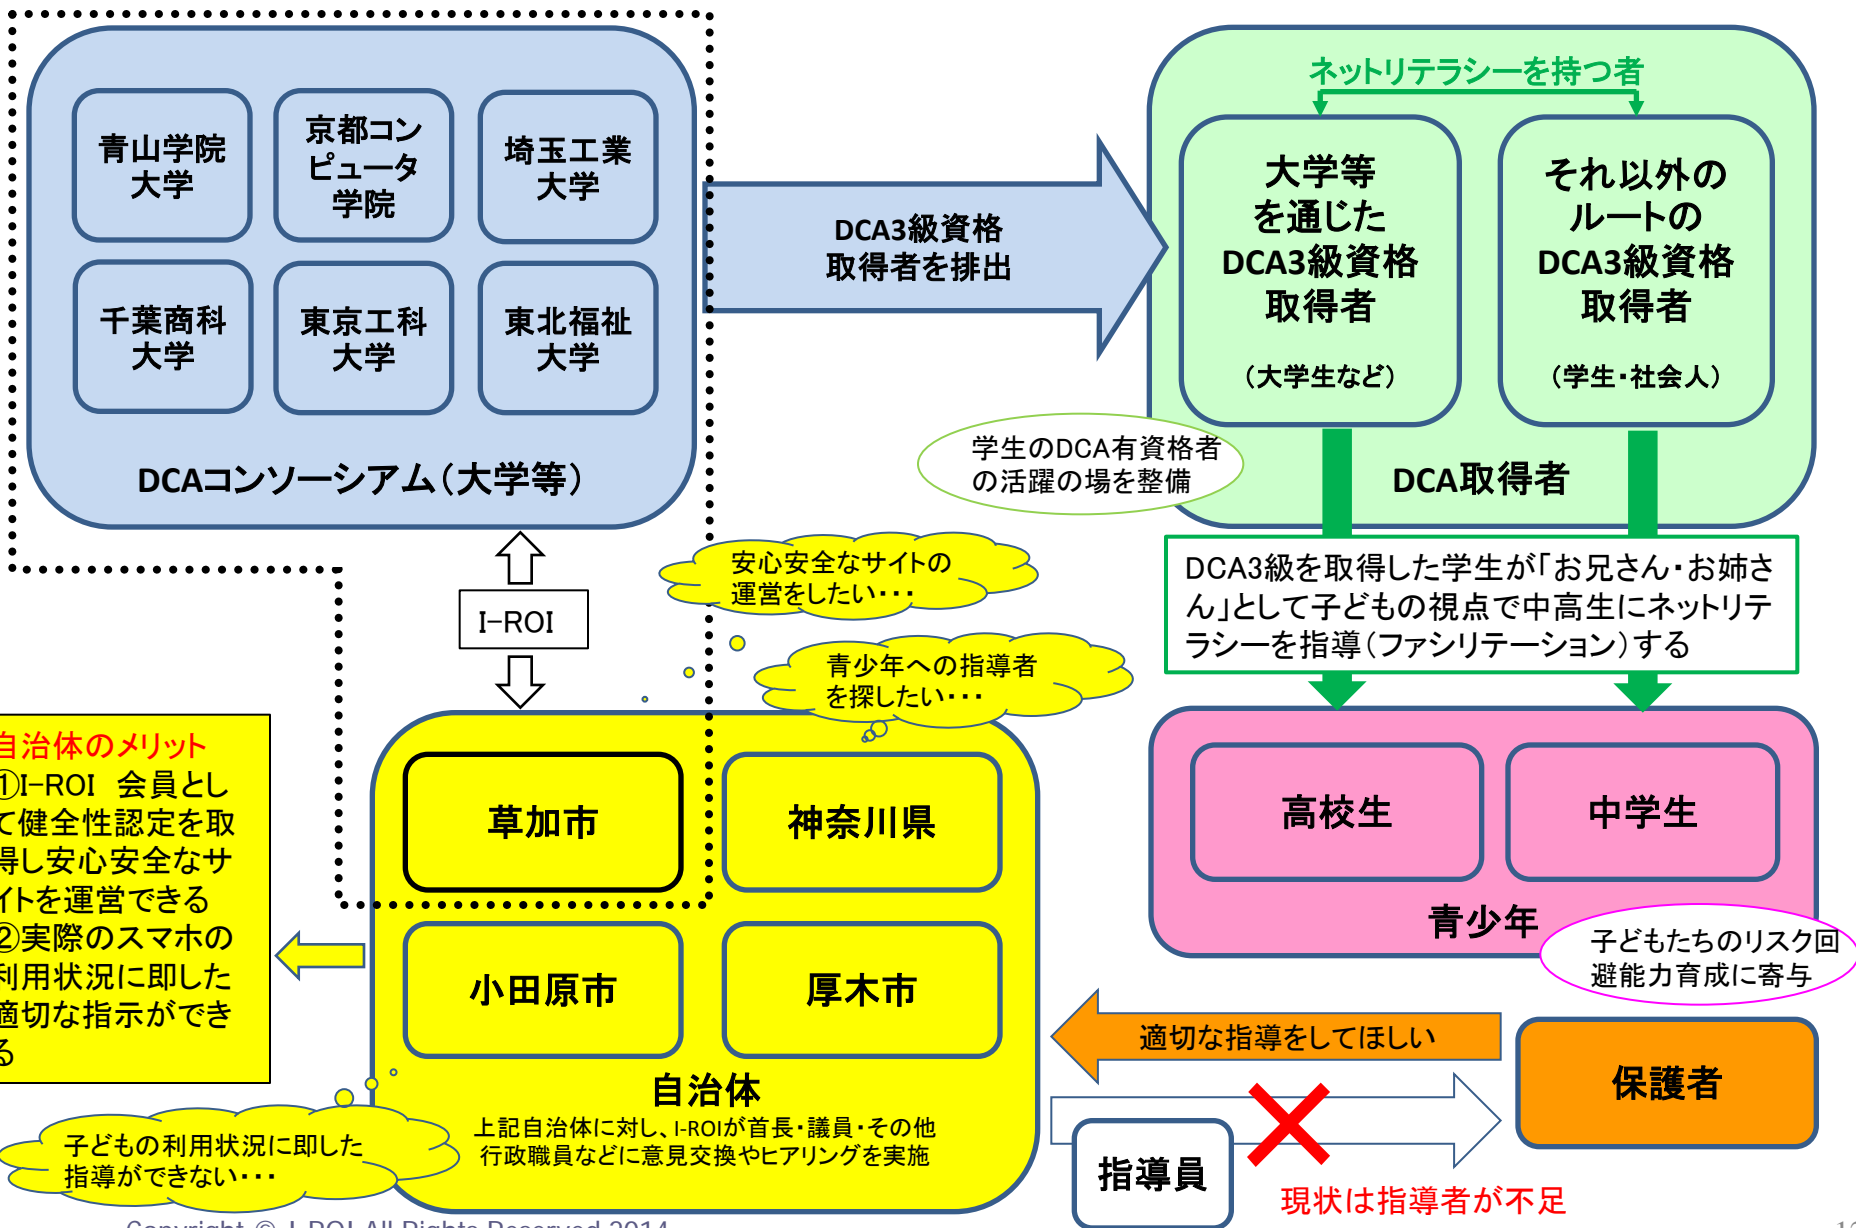 青山学院
大学
京都コン
ピュータ
学院
埼玉工業
大学
千葉商科
大学
東京工科
大学
東北福祉
大学
DCAコンソーシアム（大学等）
DCA3級資格
取得者を排出
ネットリテラシーを持つ者
大学等
を通じた
DCA3級資格
取得者
（大学生など）
それ以外の
ルートの
DCA3級資格
取得者
（学生・社会人）
DCA取得者
学生のDCA有資格者
の活躍の場を整備
I-ROI
安心安全なサイトの
運営をしたい・・・
青少年への指導者
を探したい・・・
DCA3級を取得した学生が「お兄さん・お姉さ
ん」として子どもの視点で中高生にネットリテ
ラシーを指導（ファシリテーション）する
自治体のメリット
①I-ROI 会員とし
て健全性認定を取
得し安心安全なサ
イトを運営できる
②実際のスマホの
利用状況に即した
適切な指示ができ
る
草加市
神奈川県
小田原市
厚木市
自治体
上記自治体に対し、I-ROIが首長・議員・その他
行政職員などに意見交換やヒアリングを実施
高校生
中学生
青少年
子どもたちのリスク回
避能力育成に寄与
適切な指導をしてほしい
保護者
指導員
現状は指導者が不足
子どもの利用状況に即した
指導ができない・・・
Copyright © I-ROI All Rights Reserved 2014